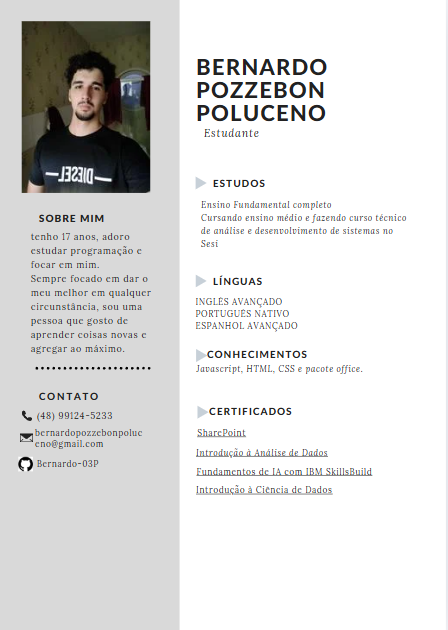 BERNARDO
POZZEBON
POLUCENO
Estudante
DIESEL
SOBRE MIM
tenho 17 anos, adoro
estudar programação e
focar em mim.
Sempre focado em dar o
meu melhor em qualquer
circunstância, sou uma
pessoa que gosto de
aprender coisas novas e
agregar ao máximo.
CONTATO
(48) 99124-5233
bernardopozzebonpoluc
eno@gmail.com
Bernardo-03P
ESTUDOS
Ensino Fundamental completo
Cursando ensino médio e fazendo curso técnico
de análise e desenvolvimento de sistemas no
Sesi
LÍNGUAS
INGLÊS AVANÇADO
PORTUGUÊS NATIVO
ESPANHOL AVANÇADO
CONHECIMENTOS
Javascript, HTML, CSS e pacote office.
CERTIFICADOS
SharePoint
Introdução à Análise de Dados
Fundamentos de IA com IBM SkillsBuild
Introdução à Ciência de Dados